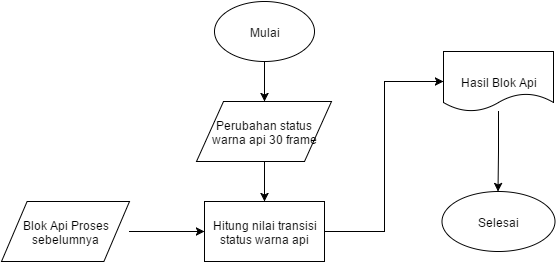 Mulai
Perubahan status
warna api 30 frame
Blok Api Proses
sebelumnya
Hitung nilai transisi
status warna api
Hasil Blok Api
Selesai